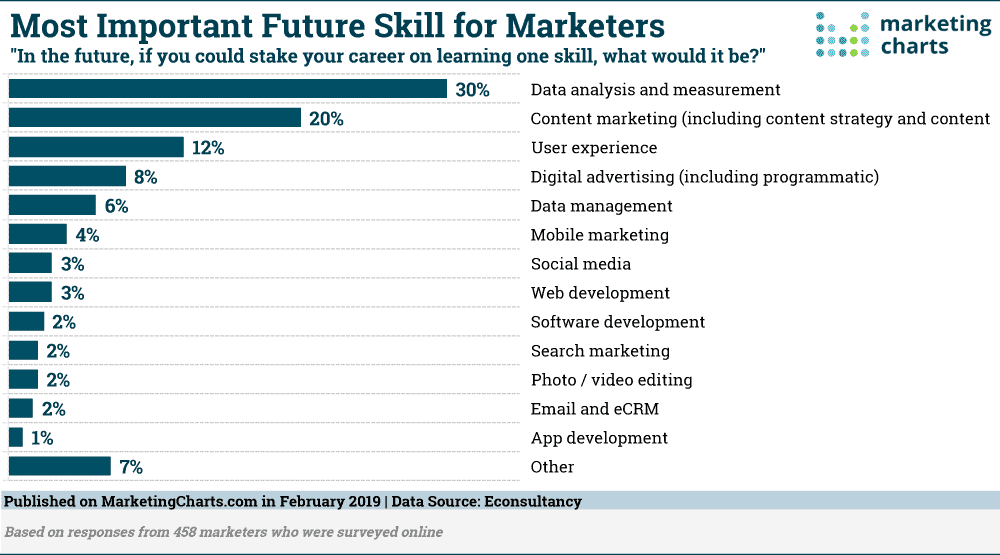 Most Important Future Skill for Marketers
"In the future, if you could stake your career on learning one skill, what would it be?"
marketing
charts
30% Data analysis and measurement
20% Content marketing (including content strategy and content
12% User experience
8% Digital advertising (including programmatic)
6% Data management
4% Mobile marketing
3% Social media
3% Web development
2% Software development
2% Search marketing
2% Photo / video editing
2% Email and eCRM
1% App development
7% Other
Published on MarketingCharts.com in February 2019 | Data Source: Econsultancy
Based on responses from 458 marketers who were surveyed online